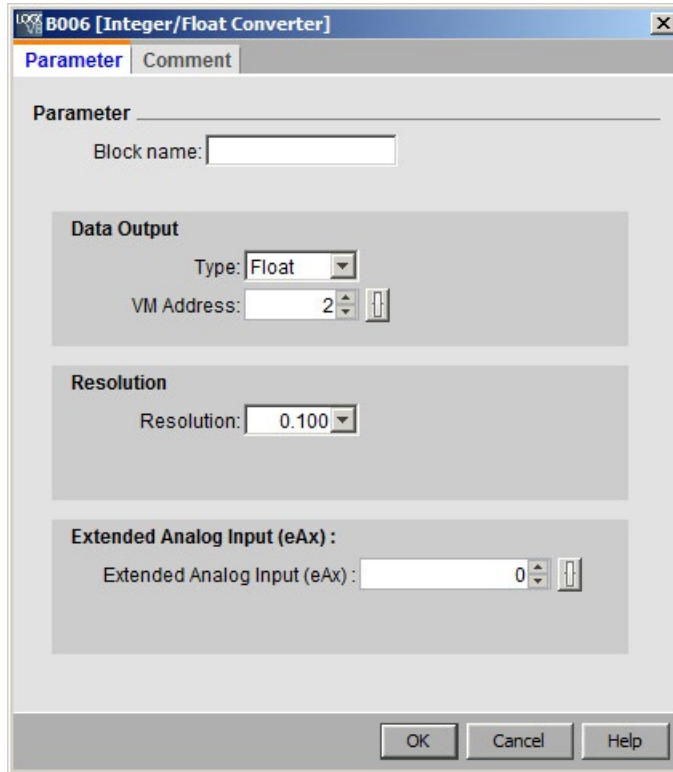 B006 [Integer/Float Converter]
Parameter Comment
Parameter
Block name:
Data Output
Type: Float
VM Address: 2
Resolution
Resolution: 0.100
Extended Analog Input (eAx) :
Extended Analog Input (eAx) : 0
OK Cancel Help